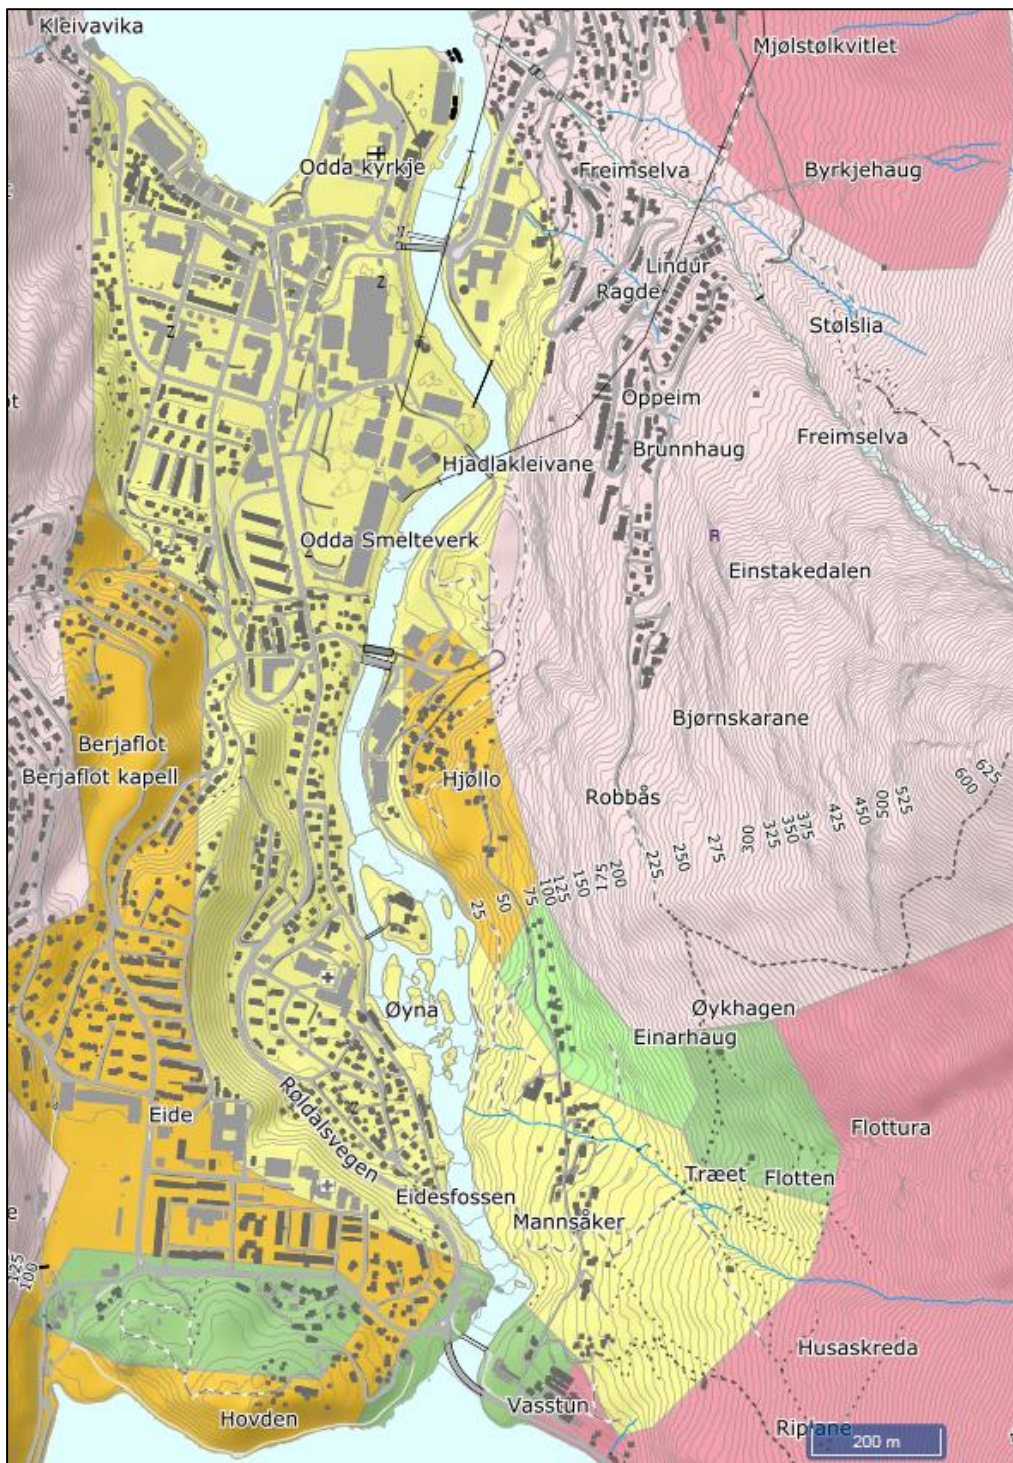 Kleivavika
Mjølstølkvitlet
Odda kyrkje
Freimselva
Byrkjehaug
Z
Lindur
Ragde
Stølslia
Z
Oppeim
Freimselva
Brunnhaug
Hjadlakleivane
R
Odda Smelteverk
Einstakedalen
Bjørnskarane
Berjaflot
Berjaflot kapell
Hjøllo
Robbås
625
600
525
500
450
425
375
350
325
300
275
250
225
200
175
150
125
100
75
50
25
Øyna
Øykhagen
Einarhaug
Eide
Røldalsvegen
Flottura
Træet
Flotten
Eidesfossen
Mannsåker
125
100
Husaskreda
Vasstun
Hovden
Riplane
200 m